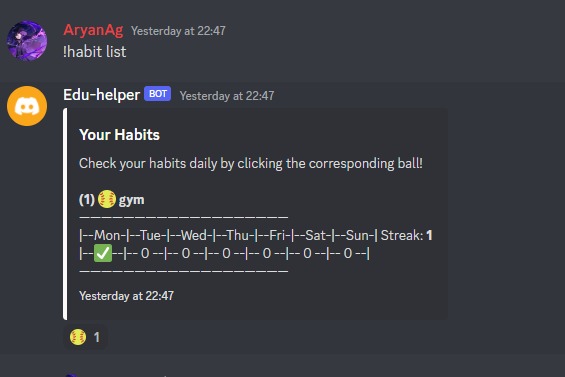 AryanAg Yesterday at 22:47
!habit list
Edu-helper BOT Yesterday at 22:47
Your Habits
Check your habits daily by clicking the corresponding ball!
(1) 🥎 gym
——————————————————
|--Mon-|--Tue-|--Wed-|--Thu-|--Fri-|--Sat-|--Sun-| Streak: 1
|--✅--|-- 0 --|-- 0 --|-- 0 --|-- 0 --|-- 0 --|-- 0 --|
——————————————————
Yesterday at 22:47
🥎 1